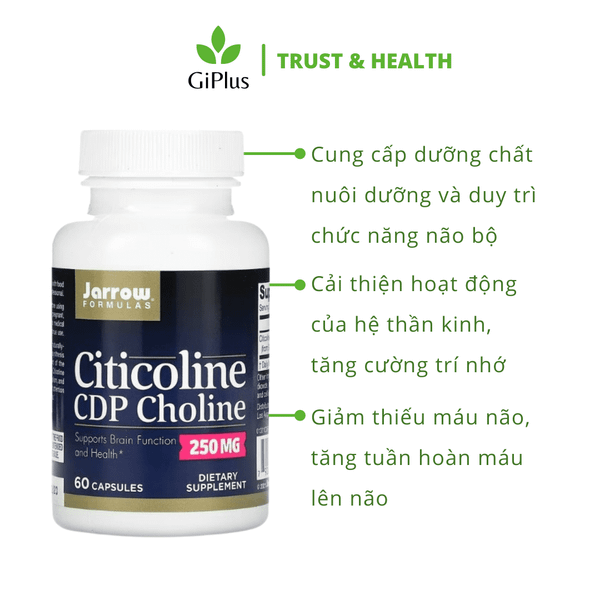 GiPlus
TRUST & HEALTH
Cung cấp dưỡng chất
nuôi dưỡng và duy trì
chức năng não bộ
Cải thiện hoạt động
của hệ thần kinh,
tăng cường trí nhớ
Giảm thiếu máu não,
tăng tuần hoàn máu
lên não
Jarrow
FORMULAS
Citicoline
CDP Choline
Supports Brain Function
and Health*
250 MG
60 CAPSULES
DIETARY
SUPPLEMENT